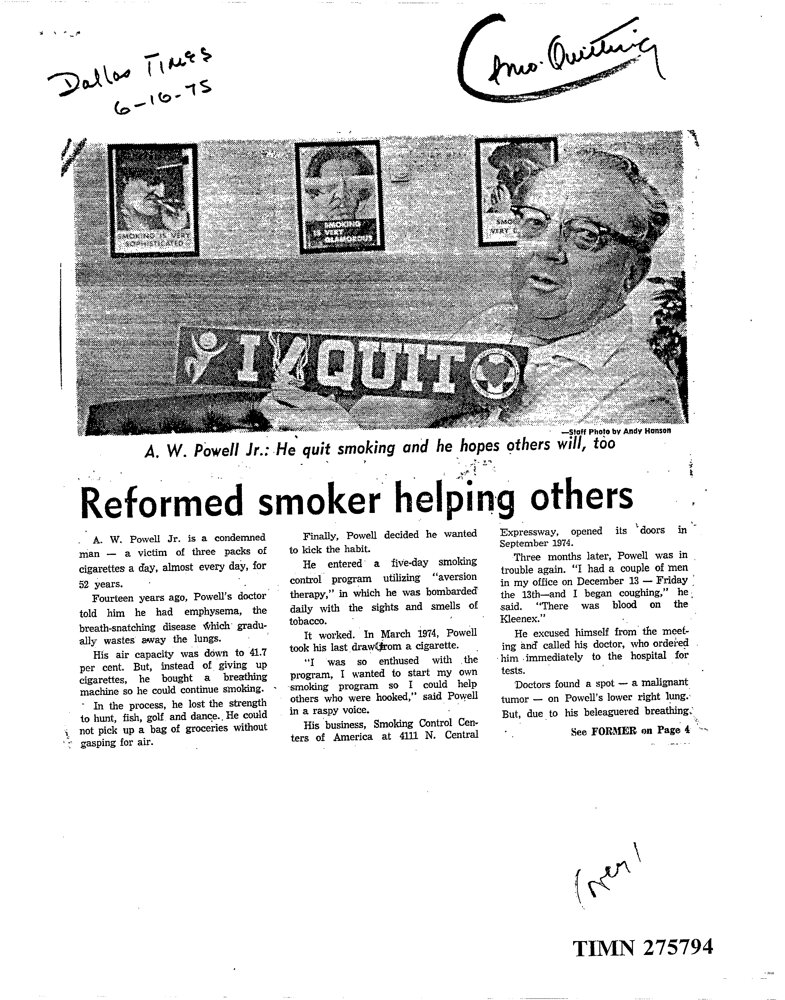 Dallas Times
6-16-75
Smo. Quitting
SMOKING IS VERY
SOPHISTICATED
SMOKING
IS VERY
GLAMOROUS
VERY
I QUIT
—Staff Photo by Andy Hanson
A. W. Powell Jr.: He quit smoking and he hopes others will, too
Reformed smoker helping others
A. W. Powell Jr. is a condemned
man — a victim of three packs of
cigarettes a day, almost every day, for
52 years.
Fourteen years ago, Powell's doctor
told him he had emphysema, the
breath-snatching disease which gradu-
ally wastes away the lungs.
His air capacity was down to 41.7
per cent. But, instead of giving up
cigarettes, he bought a breathing
machine so he could continue smoking.
In the process, he lost the strength
to hunt, fish, golf and dance. He could
not pick up a bag of groceries without
gasping for air.
Finally, Powell decided he wanted
to kick the habit.
He entered a five-day smoking
control program utilizing "aversion
therapy," in which he was bombarded
daily with the sights and smells of
tobacco.
It worked. In March 1974, Powell
took his last draw from a cigarette.
"I was so enthused with the
program, I wanted to start my own
smoking program so I could help
others who were hooked," said Powell
in a raspy voice.
His business, Smoking Control Cen-
ters of America at 4111 N. Central
Expressway, opened its doors in
September 1974.
Three months later, Powell was in
trouble again. "I had a couple of men
in my office on December 13 — Friday
the 13th—and I began coughing," he
said. "There was blood on the
Kleenex."
He excused himself from the meet-
ing and called his doctor, who ordered
him immediately to the hospital for
tests.
Doctors found a spot — a malignant
tumor — on Powell's lower right lung.
But, due to his beleaguered breathing,
See FORMER on Page 4
(over)
TIMN 275794